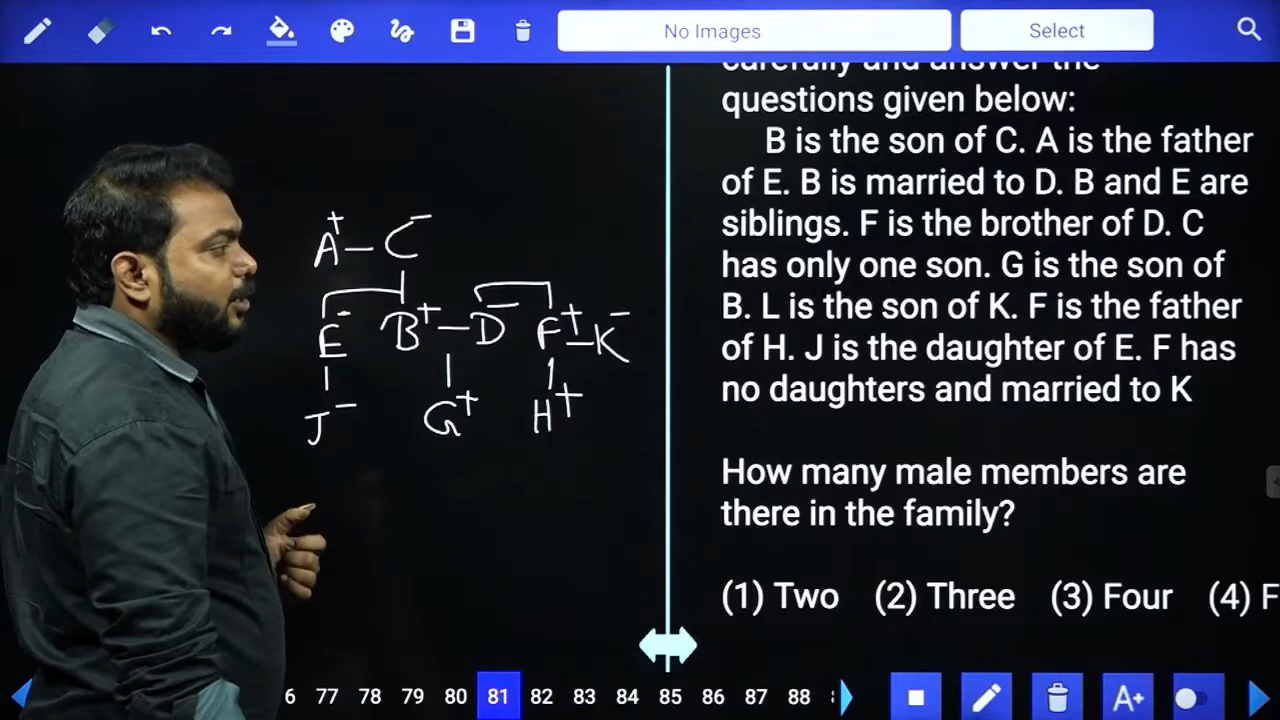 No Images
Select
carefully and answer the
questions given below:
B is the son of C. A is the father
of E. B is married to D. B and E are
siblings. F is the brother of D. C
has only one son. G is the son of
B. L is the son of K. F is the father
of H. J is the daughter of E. F has
no daughters and married to K
How many male members are
there in the family?
(1) Two (2) Three (3) Four (4) F
A+ — C-
E- B+ — D- F+ — K-
J- G+ H+
6 77 78 79 80 81 82 83 84 85 86 87 88
A+